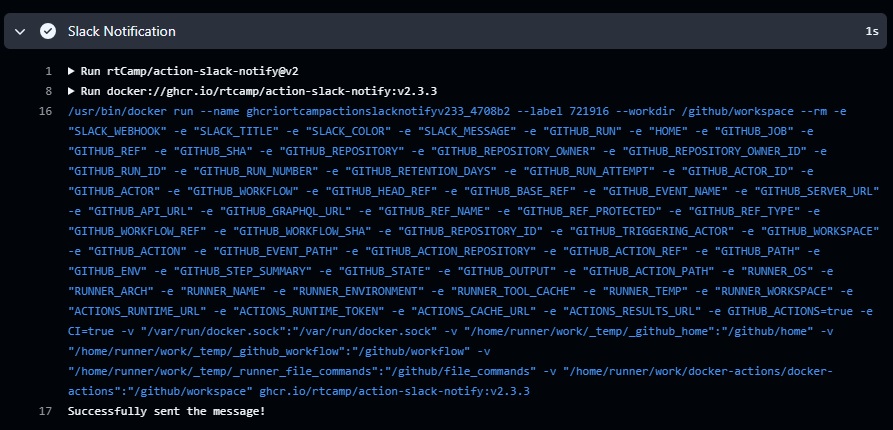 Slack Notification 1s
1 Run rtCamp/action-slack-notify@v2
8 Run docker://ghcr.io/rtcamp/action-slack-notify:v2.3.3
16 /usr/bin/docker run --name ghcriortcampactionslacknotifyv233_4708b2 --label 721916 --workdir /github/workspace --rm -e
"SLACK_WEBHOOK" -e "SLACK_TITLE" -e "SLACK_COLOR" -e "SLACK_MESSAGE" -e "GITHUB_RUN" -e "HOME" -e "GITHUB_JOB" -e
"GITHUB_REF" -e "GITHUB_SHA" -e "GITHUB_REPOSITORY" -e "GITHUB_REPOSITORY_OWNER" -e "GITHUB_REPOSITORY_OWNER_ID" -e
"GITHUB_RUN_ID" -e "GITHUB_RUN_NUMBER" -e "GITHUB_RETENTION_DAYS" -e "GITHUB_RUN_ATTEMPT" -e "GITHUB_ACTOR_ID" -e
"GITHUB_ACTOR" -e "GITHUB_WORKFLOW" -e "GITHUB_HEAD_REF" -e "GITHUB_BASE_REF" -e "GITHUB_EVENT_NAME" -e "GITHUB_SERVER_URL"
-e "GITHUB_API_URL" -e "GITHUB_GRAPHQL_URL" -e "GITHUB_REF_NAME" -e "GITHUB_REF_PROTECTED" -e "GITHUB_REF_TYPE" -e
"GITHUB_WORKFLOW_REF" -e "GITHUB_WORKFLOW_SHA" -e "GITHUB_REPOSITORY_ID" -e "GITHUB_TRIGGERING_ACTOR" -e "GITHUB_WORKSPACE"
-e "GITHUB_ACTION" -e "GITHUB_EVENT_PATH" -e "GITHUB_ACTION_REPOSITORY" -e "GITHUB_ACTION_REF" -e "GITHUB_PATH" -e
"GITHUB_ENV" -e "GITHUB_STEP_SUMMARY" -e "GITHUB_STATE" -e "GITHUB_OUTPUT" -e "GITHUB_ACTION_PATH" -e "RUNNER_OS" -e
"RUNNER_ARCH" -e "RUNNER_NAME" -e "RUNNER_ENVIRONMENT" -e "RUNNER_TOOL_CACHE" -e "RUNNER_TEMP" -e "RUNNER_WORKSPACE" -e
"ACTIONS_RUNTIME_URL" -e "ACTIONS_RUNTIME_TOKEN" -e "ACTIONS_CACHE_URL" -e "ACTIONS_RESULTS_URL" -e GITHUB_ACTIONS=true -e
CI=true -v "/var/run/docker.sock":"/var/run/docker.sock" -v "/home/runner/work/_temp/_github_home":"/github/home" -v
"/home/runner/work/_temp/_github_workflow":"/github/workflow" -v
"/home/runner/work/_temp/_runner_file_commands":"/github/file_commands" -v "/home/runner/work/docker-actions/docker-
actions":"/github/workspace" ghcr.io/rtcamp/action-slack-notify:v2.3.3
17 Successfully sent the message!